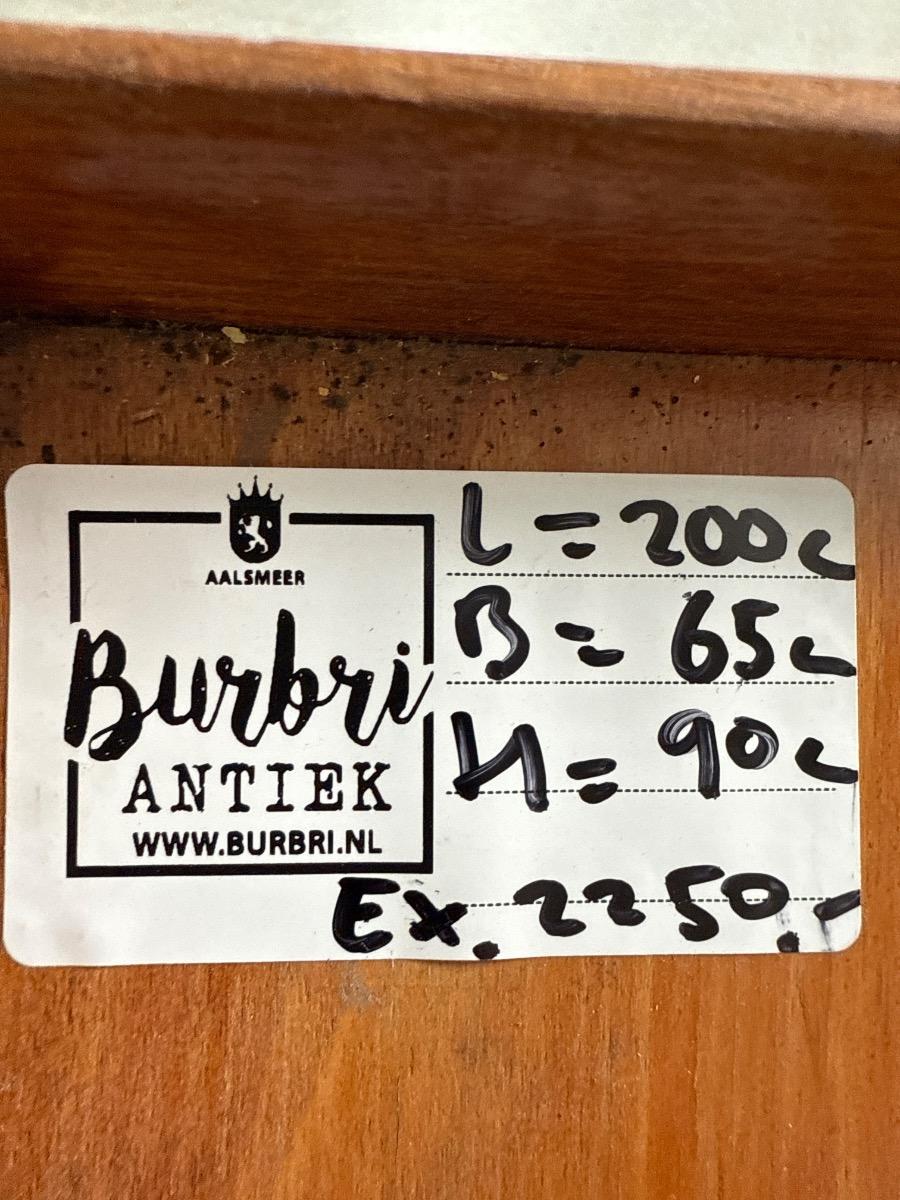 AALSMEER
Burbri
ANTIEK
WWW.BURBRI.NL
L = 200c
B = 65c
H = 90c
Ex. 2250.-